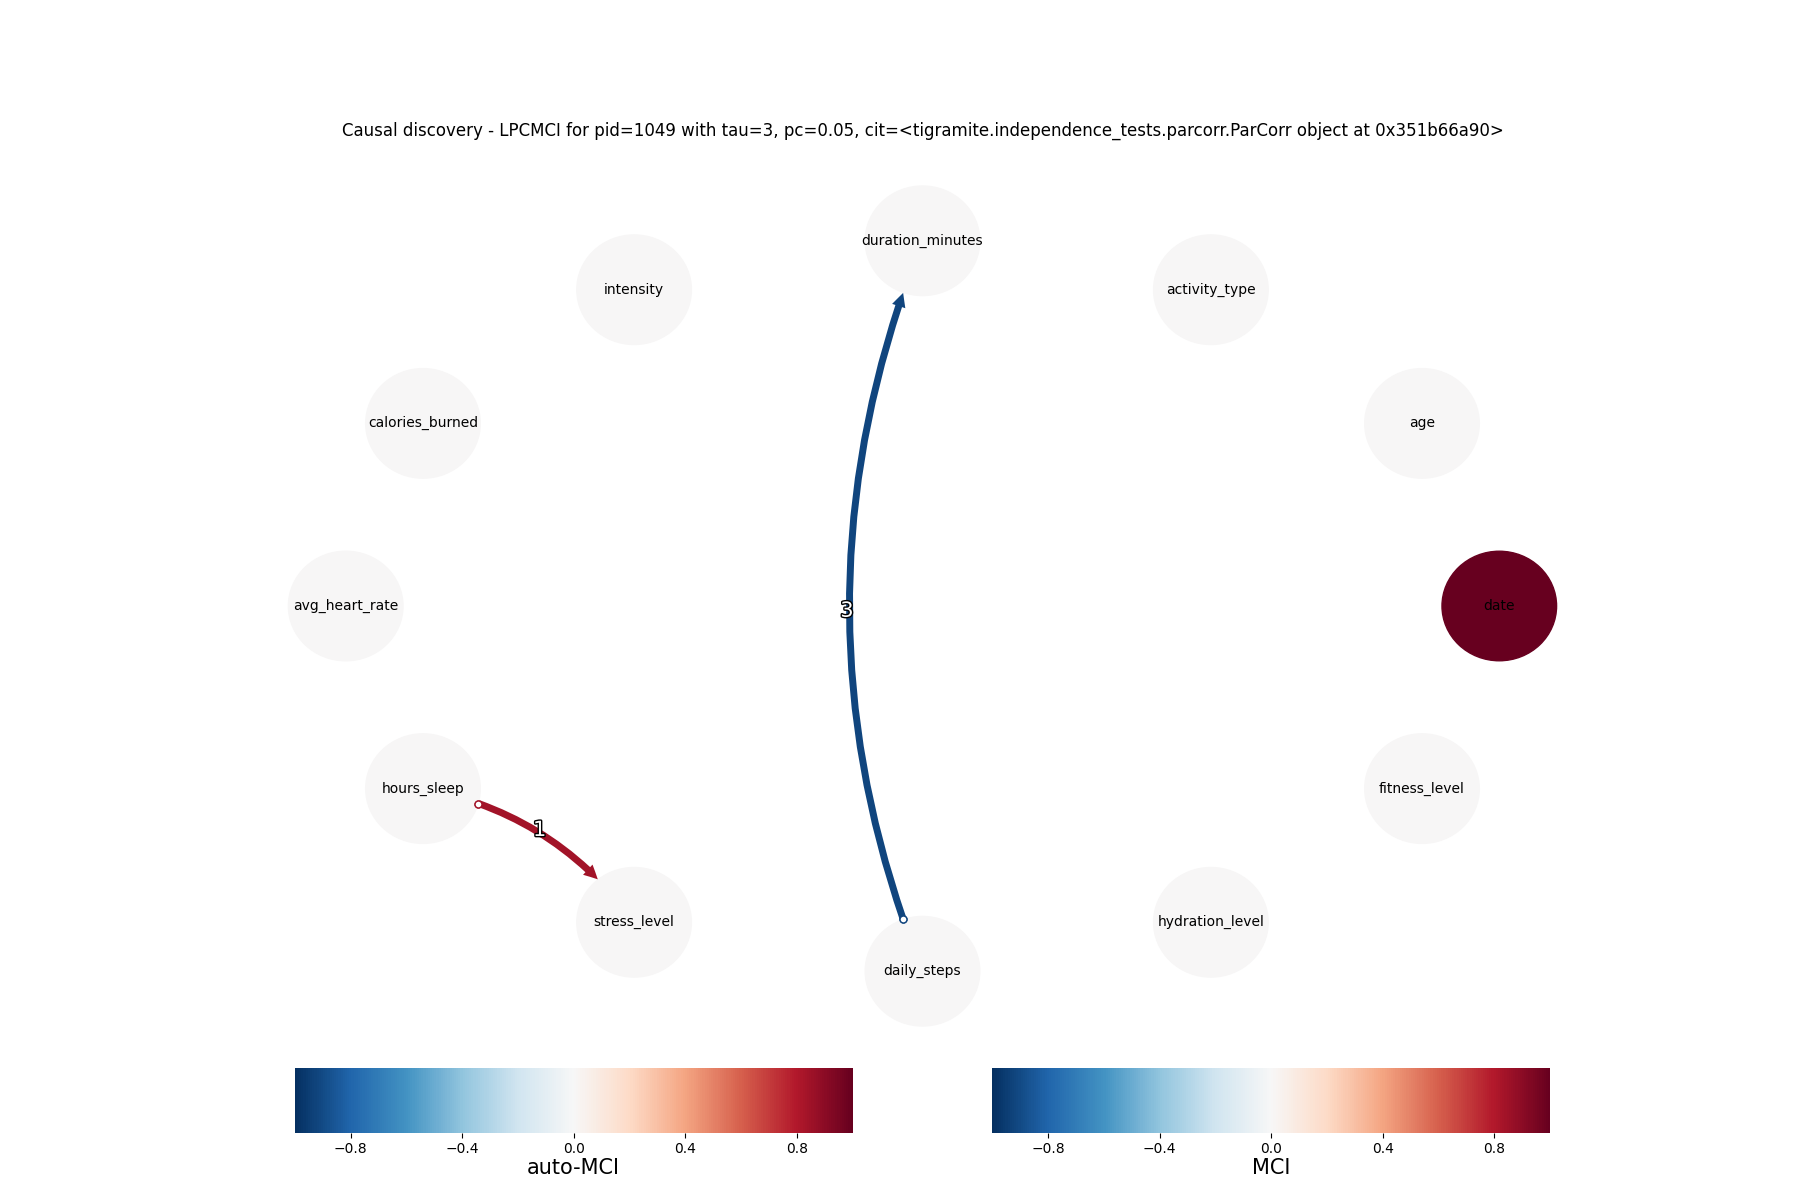 Causal discovery - LPCMCI for pid=1049 with tau=3, pc=0.05, cit=<tigramite.independence_tests.parcorr.ParCorr object at 0x351b66a90>
duration_minutes
intensity
activity_type
calories_burned
age
avg_heart_rate
3
date
hours_sleep
fitness_level
1
stress_level
hydration_level
daily_steps
−0.8 −0.4 0.0 0.4 0.8
auto-MCI
−0.8 −0.4 0.0 0.4 0.8
MCI